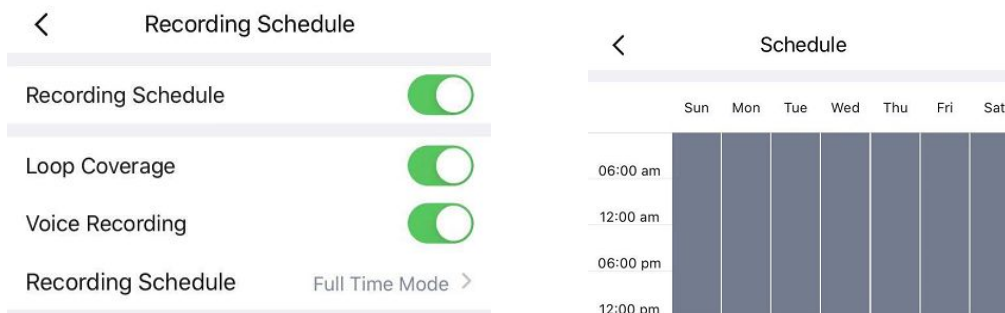 Recording Schedule
Recording Schedule
Loop Coverage
Voice Recording
Recording Schedule Full Time Mode
Schedule
Sun Mon Tue Wed Thu Fri Sat
06:00 am
12:00 am
06:00 pm
12:00 pm